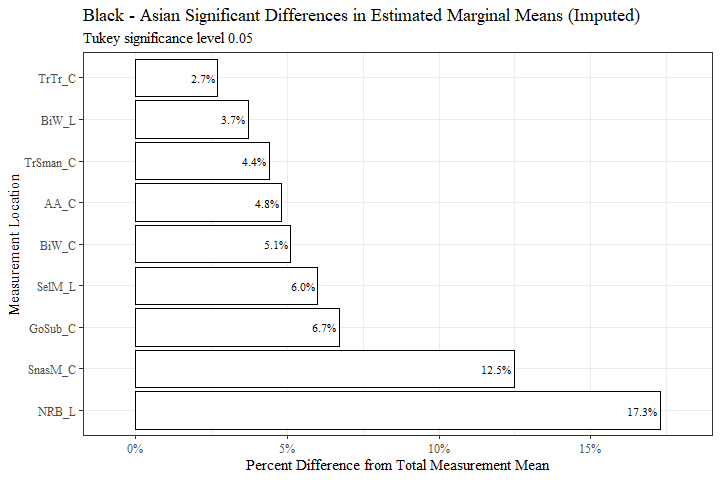 Black - Asian Significant Differences in Estimated Marginal Means (Imputed)
Tukey significance level 0.05
Measurement Location
TrTr_C 2.7%
BiW_L 3.7%
TrSman_C 4.4%
AA_C 4.8%
BiW_C 5.1%
SelM_L 6.0%
GoSub_C 6.7%
SnasM_C 12.5%
NRB_L 17.3%
0% 5% 10% 15%
Percent Difference from Total Measurement Mean